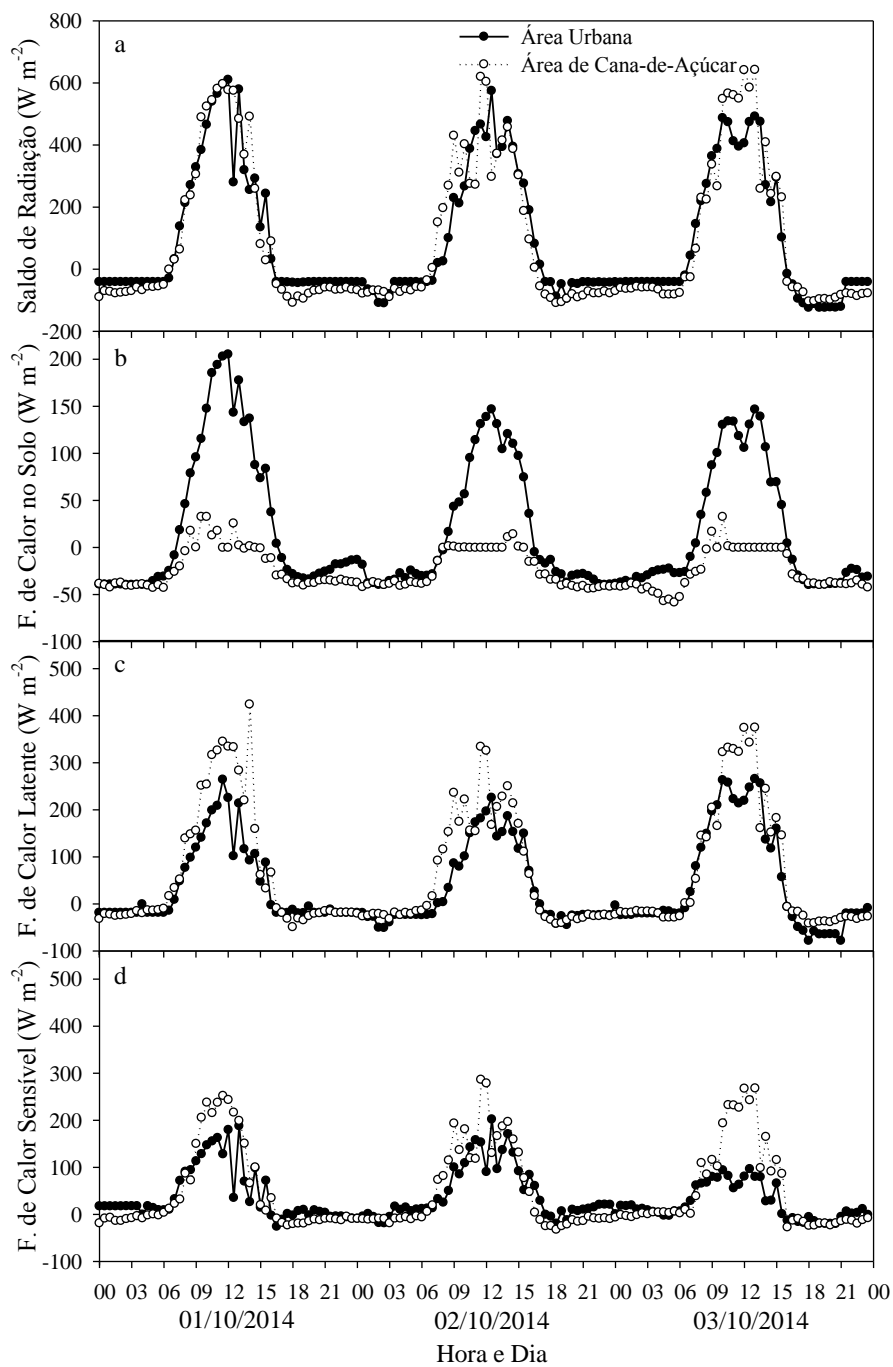 800
600
400
200
0
-200
Saldo de Radiação (W m-2)
a
Área Urbana
Área de Cana-de-Açúcar
200
150
100
50
0
-50
-100
F. de Calor no Solo (W m-2)
b
500
400
300
200
100
0
-100
F. de Calor Latente (W m-2)
c
500
400
300
200
100
0
-100
F. de Calor Sensível (W m-2)
d
00 03 06 09 12 15 18 21 00 03 06 09 12 15 18 21 00 03 06 09 12 15 18 21 00
01/10/2014 02/10/2014 03/10/2014
Hora e Dia